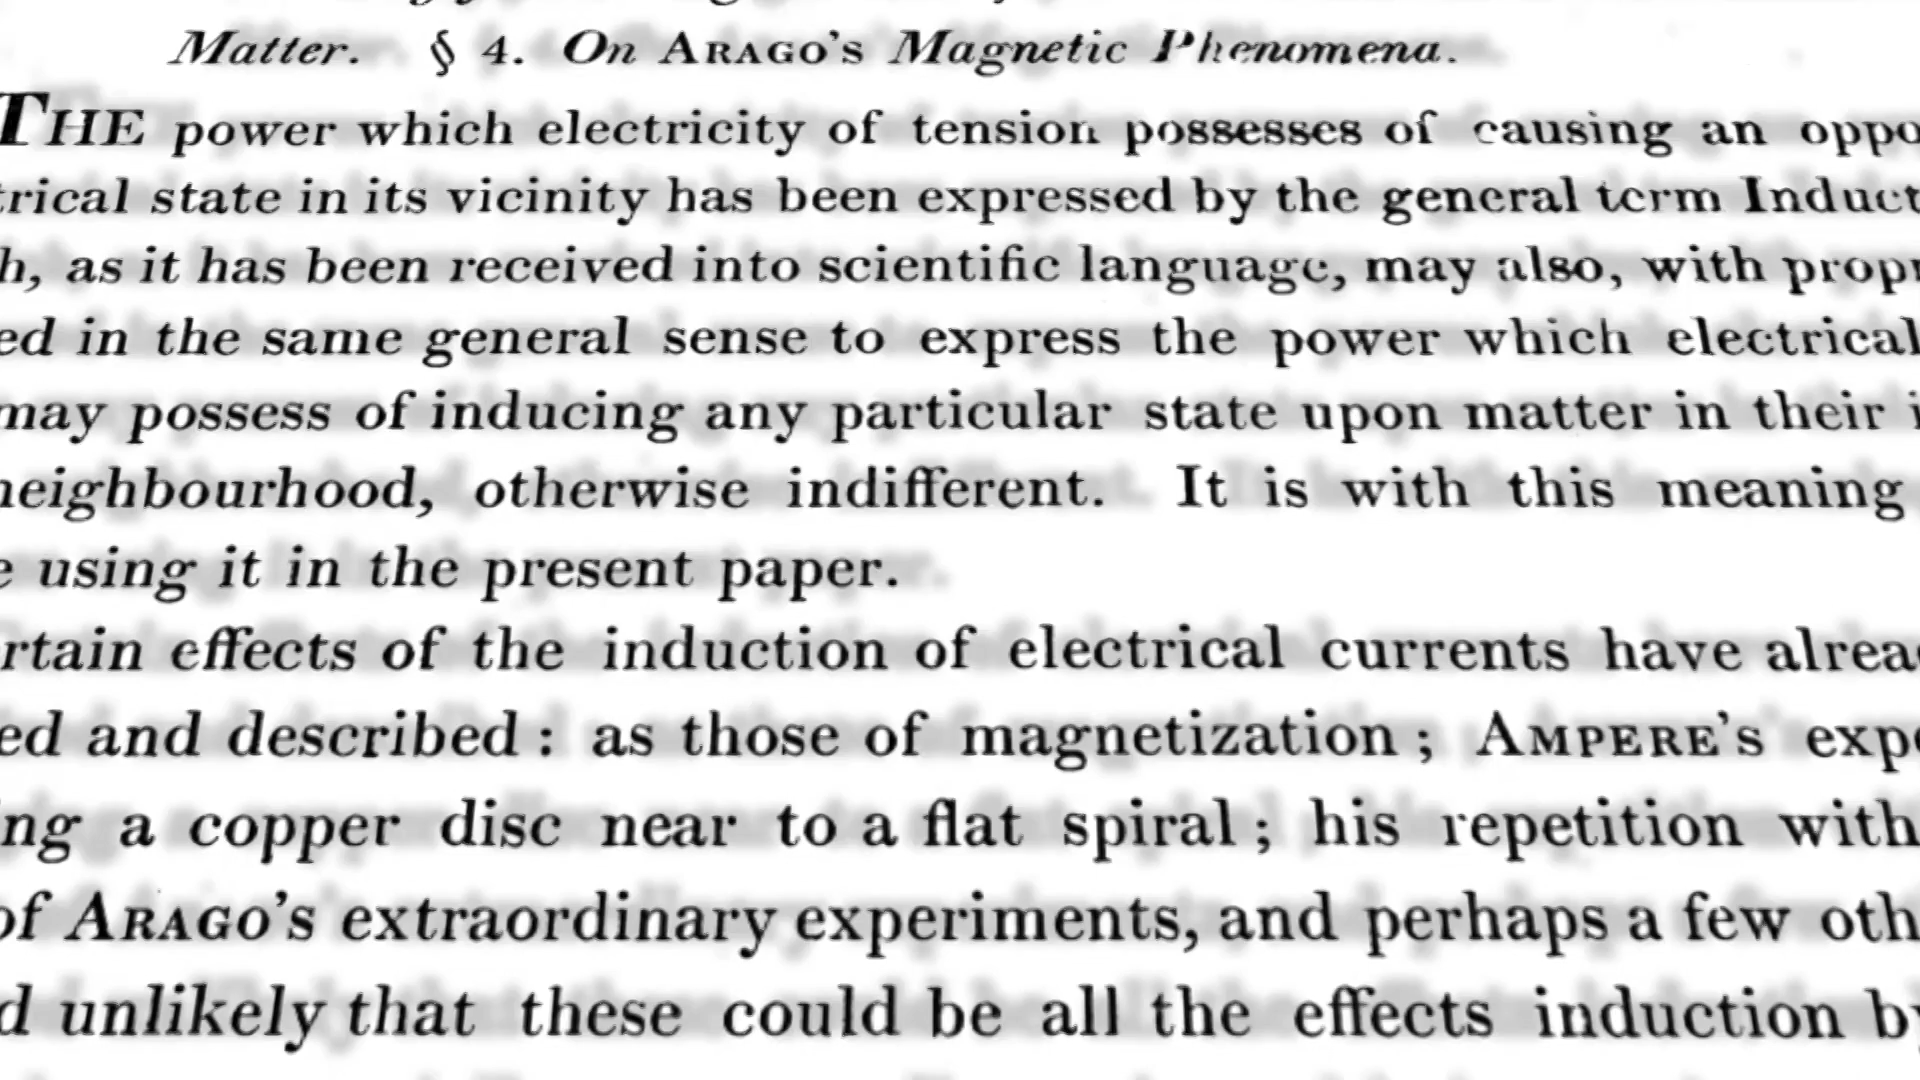 Matter. § 4. On ARAGO'S Magnetic Phenomena.
THE power which electricity of tension possesses of causing an oppo
trical state in its vicinity has been expressed by the general term Induct
h, as it has been received into scientific language, may also, with propr
ed in the same general sense to express the power which electrical
may possess of inducing any particular state upon matter in their i
neighbourhood, otherwise indifferent. It is with this meaning
e using it in the present paper.
rtain effects of the induction of electrical currents have alrea
ed and described: as those of magnetization; AMPERE'S expe
ng a copper disc near to a flat spiral; his repetition with
of ARAGO'S extraordinary experiments, and perhaps a few oth
d unlikely that these could be all the effects induction by